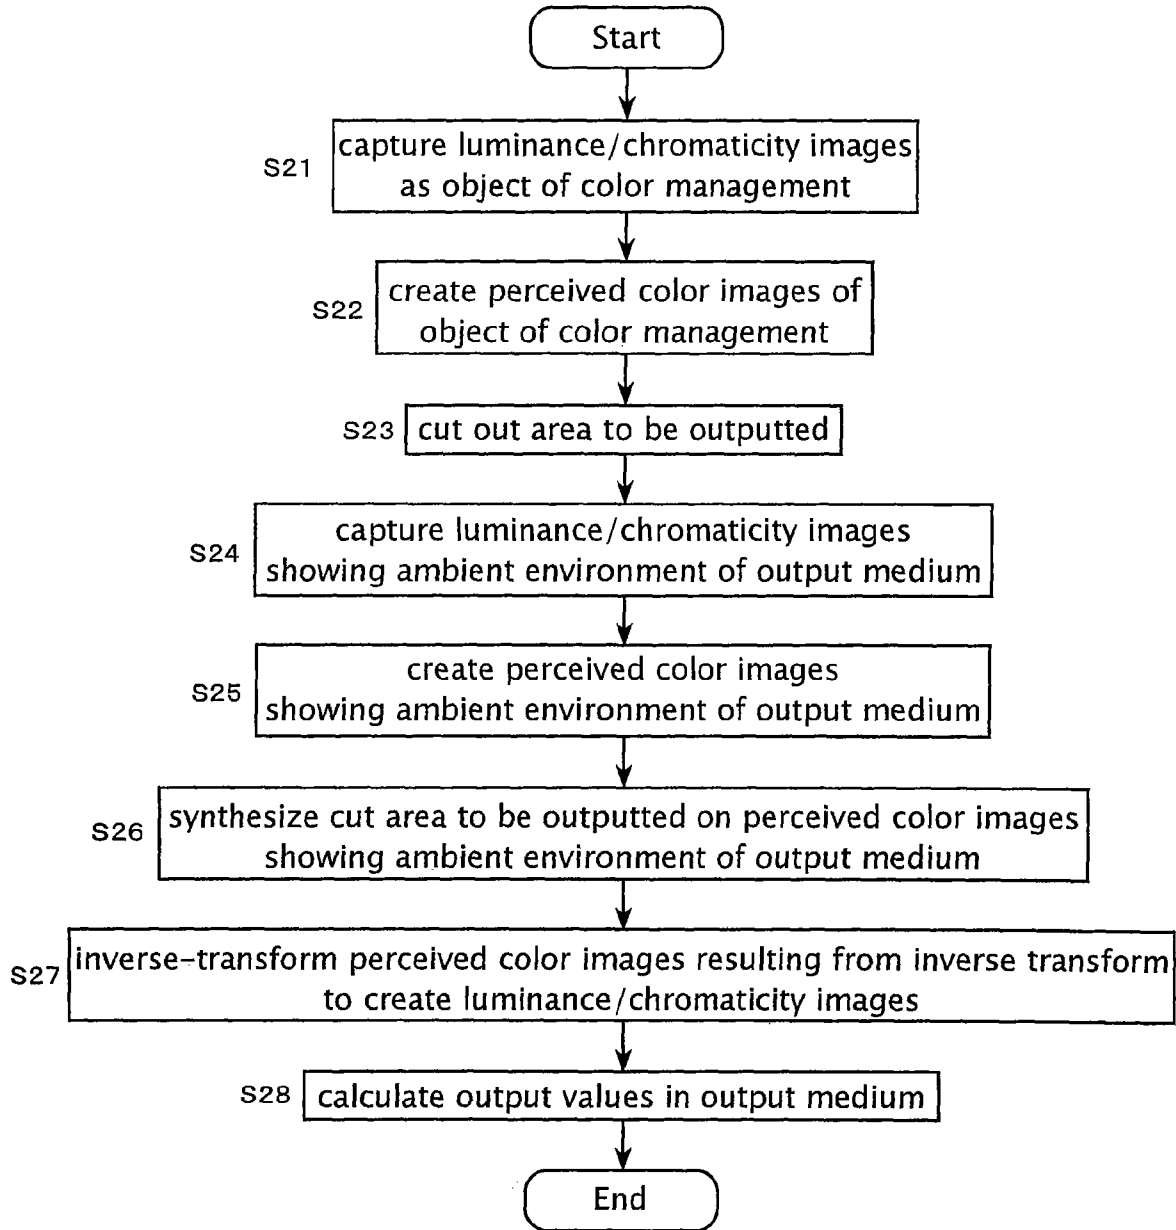 Start
S21
capture luminance/chromaticity images
as object of color management
S22
create perceived color images of
object of color management
S23
cut out area to be outputted
S24
capture luminance/chromaticity images
showing ambient environment of output medium
S25
create perceived color images
showing ambient environment of output medium
S26
synthesize cut area to be outputted on perceived color images
showing ambient environment of output medium
S27
inverse-transform perceived color images resulting from inverse transform
to create luminance/chromaticity images
S28
calculate output values in output medium
End